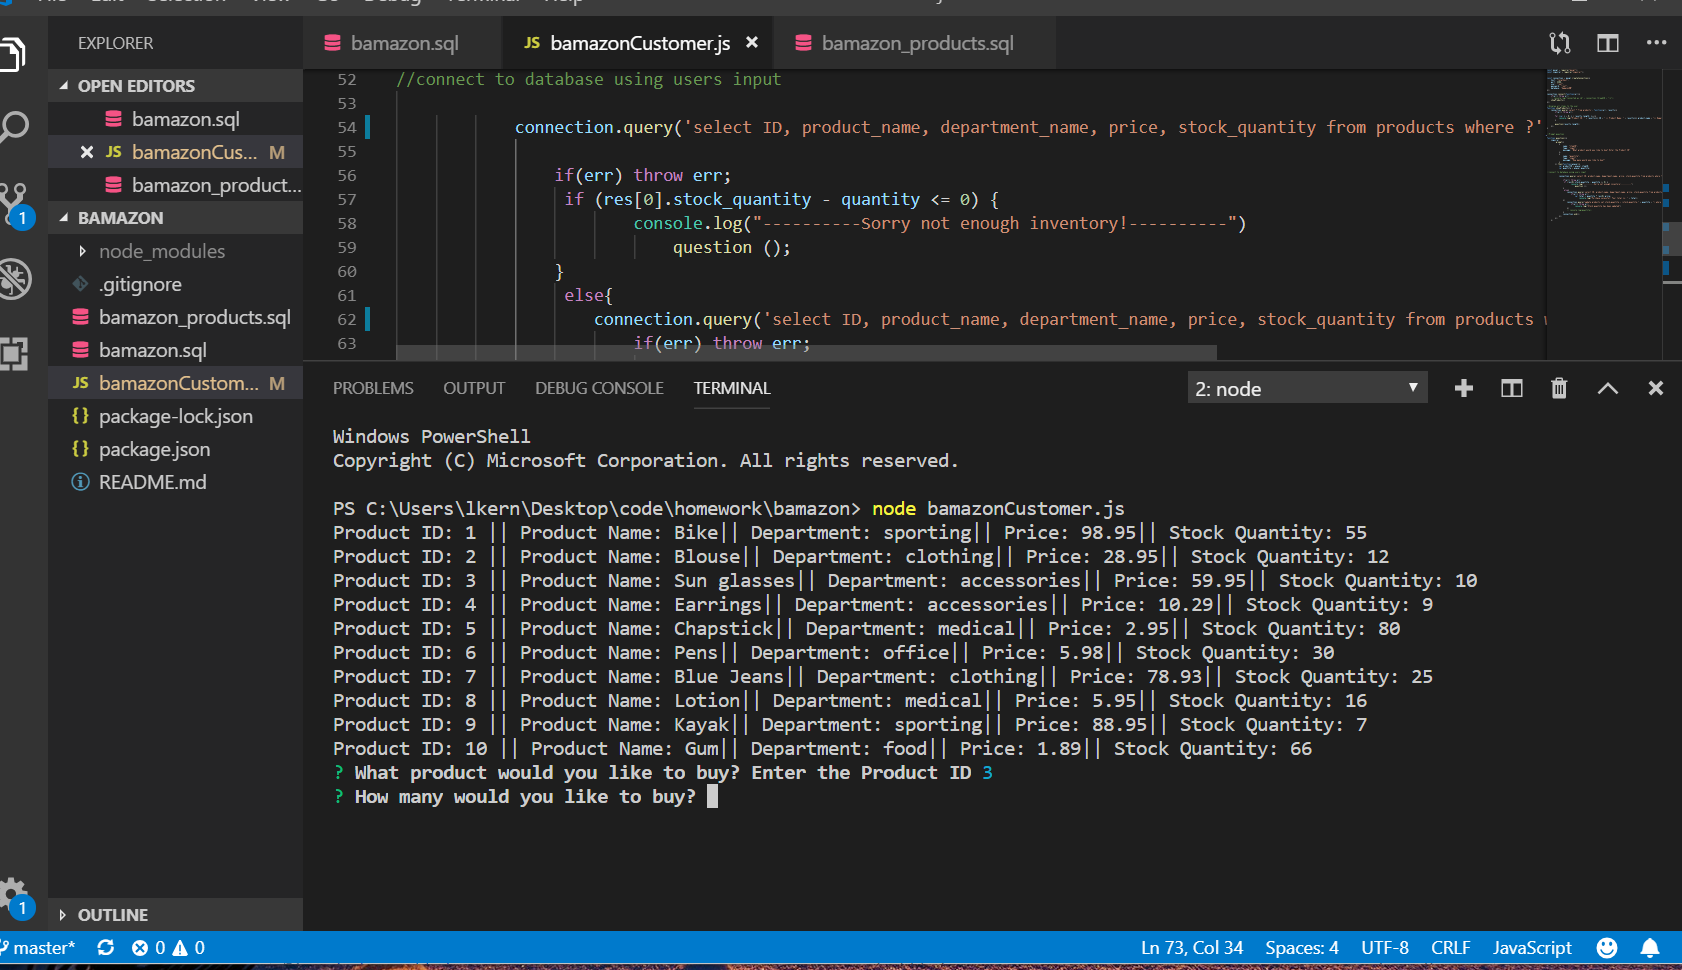 Selection
Debug
Terminal
Help
EXPLORER
OPEN EDITORS
bamazon.sql
JS bamazonCus... M
bamazon_product...
BAMAZON
node_modules
.gitignore
bamazon_products.sql
bamazon.sql
JS bamazonCustom... M
{} package-lock.json
{} package.json
README.md
OUTLINE
1
1
bamazon.sql
JS bamazonCustomer.js
bamazon_products.sql
52 //connect to database using users input
53
54 connection.query('select ID, product_name, department_name, price, stock_quantity from products where ?'
55
56 if(err) throw err;
57 if (res[0].stock_quantity - quantity <= 0) {
58 console.log("----------Sorry not enough inventory!----------")
59 question ();
60 }
61 else{
62 connection.query('select ID, product_name, department_name, price, stock_quantity from products
63 if(err) throw err;
PROBLEMS OUTPUT DEBUG CONSOLE TERMINAL
2: node
Windows PowerShell
Copyright (C) Microsoft Corporation. All rights reserved.
PS C:\Users\lkern\Desktop\code\homework\bamazon> node bamazonCustomer.js
Product ID: 1 || Product Name: Bike|| Department: sporting|| Price: 98.95|| Stock Quantity: 55
Product ID: 2 || Product Name: Blouse|| Department: clothing|| Price: 28.95|| Stock Quantity: 12
Product ID: 3 || Product Name: Sun glasses|| Department: accessories|| Price: 59.95|| Stock Quantity: 10
Product ID: 4 || Product Name: Earrings|| Department: accessories|| Price: 10.29|| Stock Quantity: 9
Product ID: 5 || Product Name: Chapstick|| Department: medical|| Price: 2.95|| Stock Quantity: 80
Product ID: 6 || Product Name: Pens|| Department: office|| Price: 5.98|| Stock Quantity: 30
Product ID: 7 || Product Name: Blue Jeans|| Department: clothing|| Price: 78.93|| Stock Quantity: 25
Product ID: 8 || Product Name: Lotion|| Department: medical|| Price: 5.95|| Stock Quantity: 16
Product ID: 9 || Product Name: Kayak|| Department: sporting|| Price: 88.95|| Stock Quantity: 7
Product ID: 10 || Product Name: Gum|| Department: food|| Price: 1.89|| Stock Quantity: 66
? What product would you like to buy? Enter the Product ID 3
? How many would you like to buy?
master* 0 0
Ln 73, Col 34 Spaces: 4 UTF-8 CRLF JavaScript